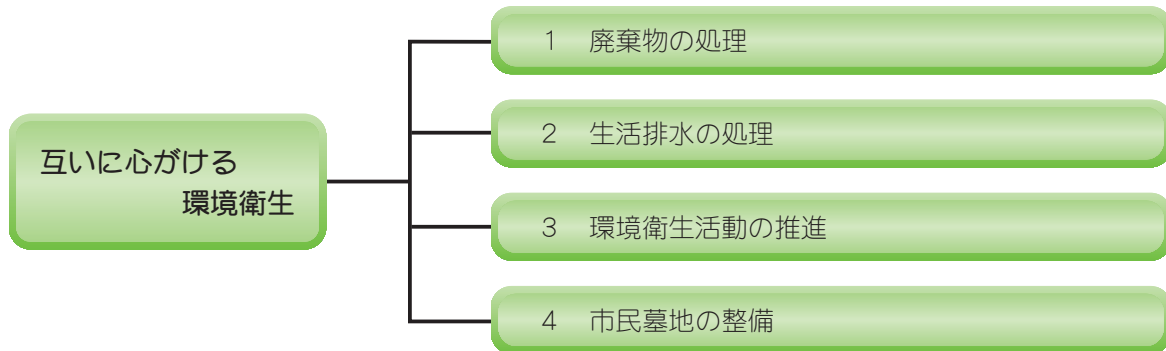 互いに心がける
環境衛生
1 廃棄物の処理
2 生活排水の処理
3 環境衛生活動の推進
4 市民墓地の整備